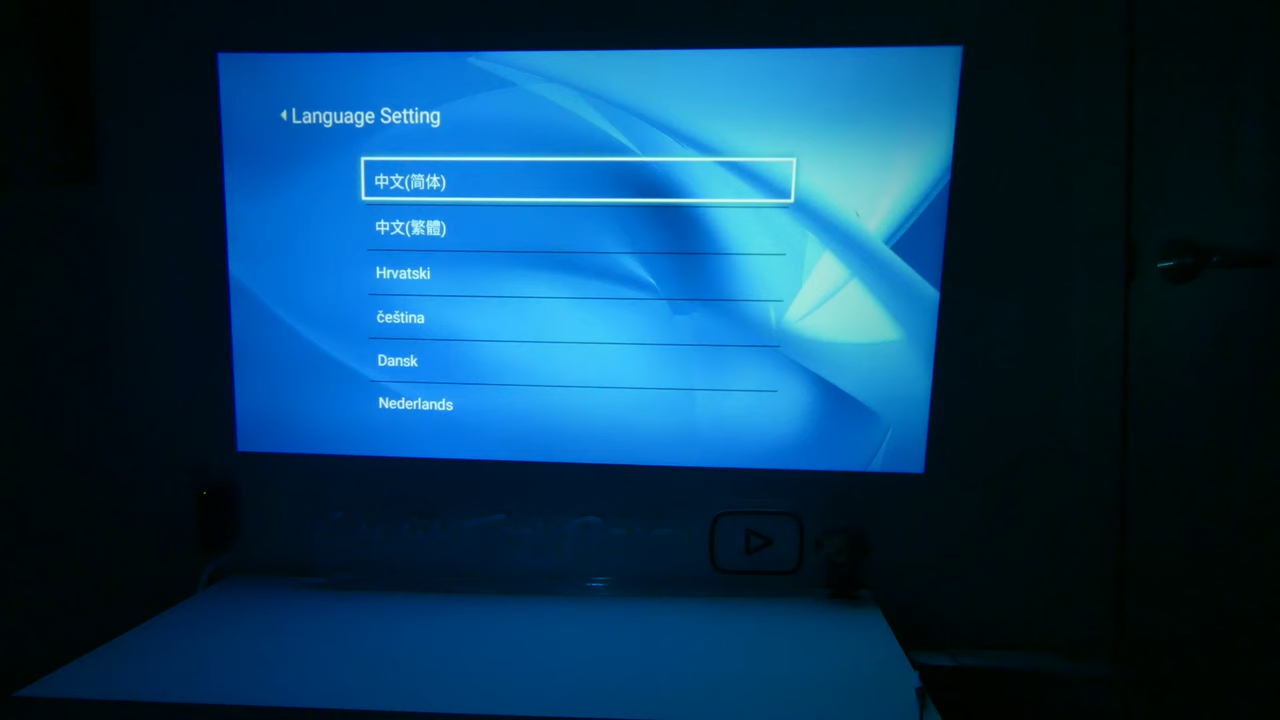 Language Setting
中文(简体)
中文(繁體)
Hrvatski
čeština
Dansk
Nederlands